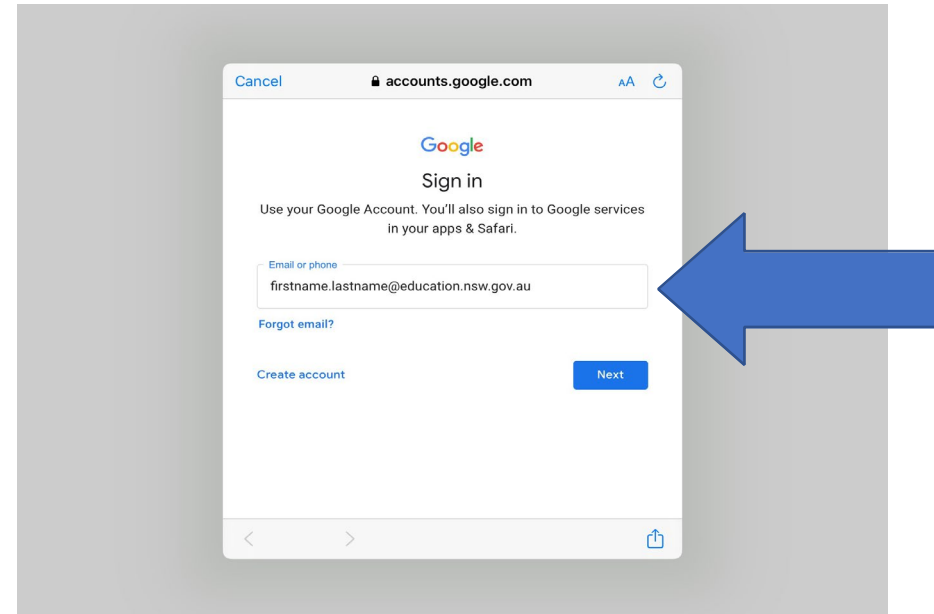 Cancel accounts.google.com AA
Google
Sign in
Use your Google Account. You'll also sign in to Google services
in your apps & Safari.
Email or phone
firstname.lastname@education.nsw.gov.au
Forgot email?
Create account Next